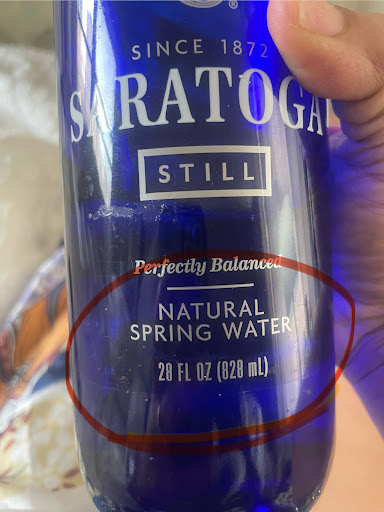 ®
SINCE 1872
SARATOGA
STILL
Perfectly Balanced
NATURAL
SPRING WATER
28 FL OZ (828 mL)